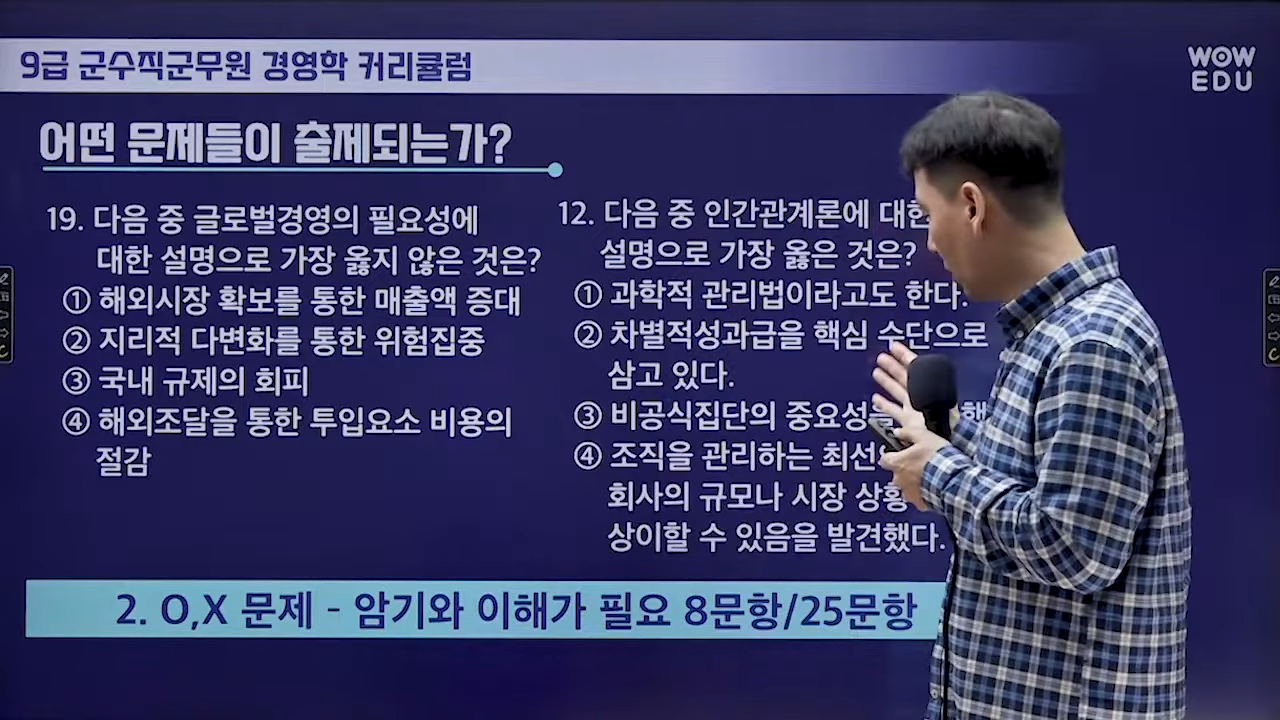 9급 군수직군무원 경영학 커리큘럼
WOW
EDU
어떤 문제들이 출제되는가?
19. 다음 중 글로벌경영의 필요성에
대한 설명으로 가장 옳지 않은 것은?
① 해외시장 확보를 통한 매출액 증대
② 지리적 다변화를 통한 위험집중
③ 국내 규제의 회피
④ 해외조달을 통한 투입요소 비용의
절감
12. 다음 중 인간관계론에 대한
설명으로 가장 옳은 것은?
① 과학적 관리법이라고도 한다.
② 차별적성과급을 핵심 수단으로
삼고 있다.
③ 비공식집단의 중요성을
④ 조직을 관리하는 최선의
회사의 규모나 시장 상황
상이할 수 있음을 발견했다.
2. O,X 문제 - 암기와 이해가 필요 8문항/25문항